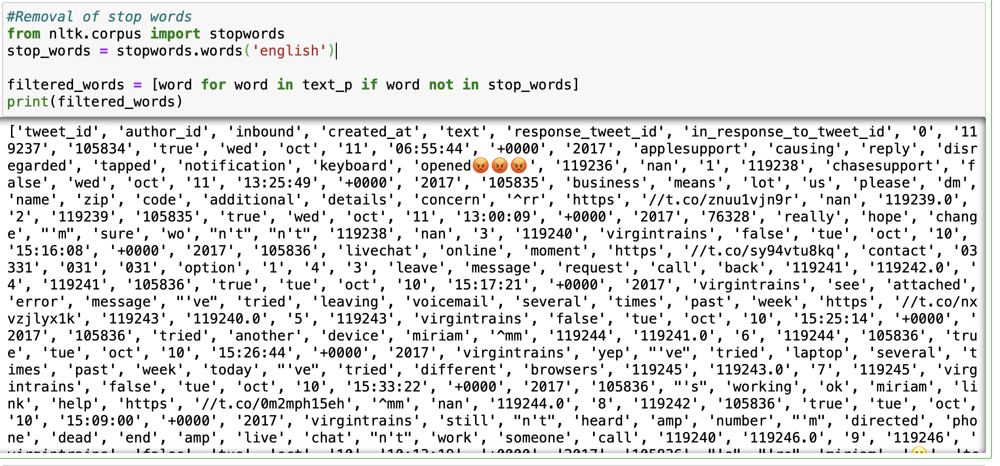 #Removal of stop words
from nltk.corpus import stopwords
stop_words = stopwords.words('english')
filtered_words = [word for word in text_p if word not in stop_words]
print(filtered_words)
['tweet_id', 'author_id', 'inbound', 'created_at', 'text', 'response_tweet_id', 'in_response_to_tweet_id', '0', '11
9237', '105834', 'true', 'wed', 'oct', '11', '06:55:44', '+0000', '2017', 'applesupport', 'causing', 'reply', 'disr
egarded', 'tapped', 'notification', 'keyboard', 'opened😡😡😡', '119236', 'nan', '1', '119238', 'chasesupport', 'f
alse', 'wed', 'oct', '11', '13:25:49', '+0000', '2017', '105835', 'business', 'means', 'lot', 'us', 'please', 'dm',
'name', 'zip', 'code', 'additional', 'details', 'concern', '^rr', 'https', '//t.co/znuu1vjn9r', 'nan', '119239.0',
'2', '119239', '105835', 'true', 'wed', 'oct', '11', '13:00:09', '+0000', '2017', '76328', 'really', 'hope', 'chang
e', "'m", 'sure', 'wo', "n't", "n't", '119238', 'nan', '3', '119240', 'virgintrains', 'false', 'tue', 'oct', '10',
'15:16:08', '+0000', '2017', '105836', 'livechat', 'online', 'moment', 'https', '//t.co/sy94vtu8kq', 'contact', '03
331', '031', '031', 'option', '1', '4', '3', 'leave', 'message', 'request', 'call', 'back', '119241', '119242.0', '
4', '119241', '105836', 'true', 'tue', 'oct', '10', '15:17:21', '+0000', '2017', 'virgintrains', 'see', 'attached',
'error', 'message', "'ve", 'tried', 'leaving', 'voicemail', 'several', 'times', 'past', 'week', 'https', '//t.co/nx
vzjlyx1k', '119243', '119240.0', '5', '119243', 'virgintrains', 'false', 'tue', 'oct', '10', '15:25:14', '+0000', '
2017', '105836', 'tried', 'another', 'device', 'miriam', '^mm', '119244', '119241.0', '6', '119244', '105836', 'tru
e', 'tue', 'oct', '10', '15:26:44', '+0000', '2017', 'virgintrains', 'yep', "'ve", 'tried', 'laptop', 'several', 't
imes', 'past', 'week', 'today', "'ve", 'tried', 'different', 'browsers', '119245', '119243.0', '7', '119245', 'virg
intrains', 'false', 'tue', 'oct', '10', '15:33:22', '+0000', '2017', '105836', "'s", 'working', 'ok', 'miriam', 'li
nk', 'help', 'https', '//t.co/0m2mph15eh', '^mm', 'nan', '119244.0', '8', '119242', '105836', 'true', 'tue', 'oct',
'10', '15:09:00', '+0000', '2017', 'virgintrains', 'still', "n't", 'heard', 'amp', 'number', "'m", 'directed', 'pho
ne', 'dead', 'end', 'amp', 'live', 'chat', "n't", 'work', 'someone', 'call', '119240', '119246.0', '9', '119246', '